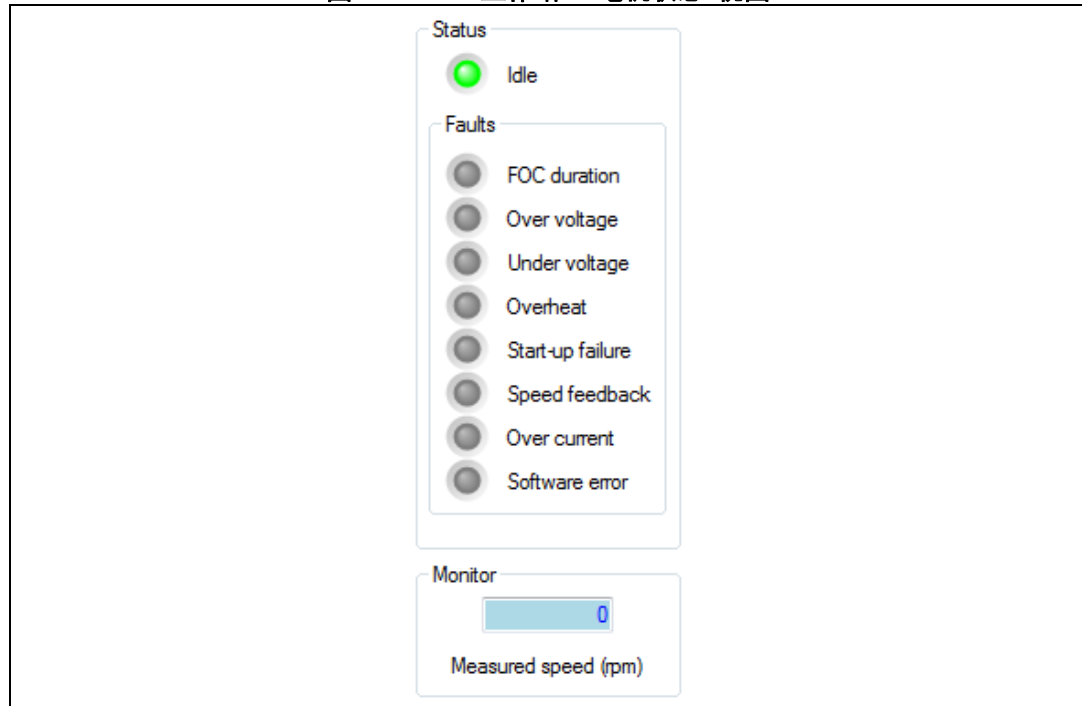 Status
Idle
Faults
FOC duration
Over voltage
Under voltage
Overheat
Start-up failure
Speed feedback
Over current
Software error
Monitor
0
Measured speed (rpm)